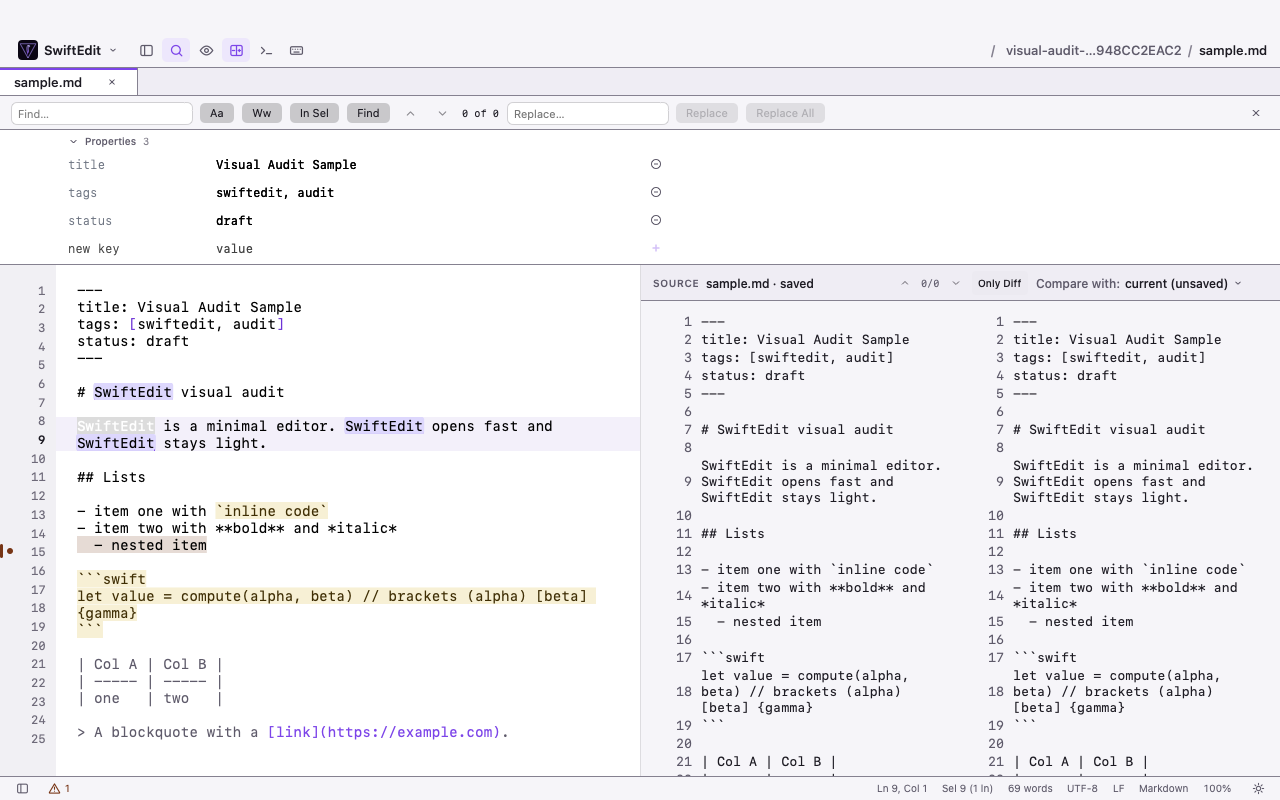 SwiftEdit
/ visual-audit-...948CC2EAC2 / sample.md
sample.md ×
Find... Aa Ww In Sel Find 0 of 0 Replace... Replace Replace All ×
Properties 3
title Visual Audit Sample
tags swiftedit, audit
status draft
new key value +
1 ---
2 title: Visual Audit Sample
3 tags: [swiftedit, audit]
4 status: draft
5 ---
6
7 # SwiftEdit visual audit
8
9 SwiftEdit is a minimal editor. SwiftEdit opens fast and
SwiftEdit stays light.
10
11 ## Lists
12
13 - item one with `inline code`
14 - item two with **bold** and *italic*
15 - nested item
16
17 ```swift
18 let value = compute(alpha, beta) // brackets (alpha) [beta]
{gamma}
19 ```
20
21 | Col A | Col B |
22 | ----- | ----- |
23 | one | two |
24
25 > A blockquote with a [link](https://example.com).
SOURCE sample.md · saved 0/0 Only Diff Compare with: current (unsaved)
1 ---
2 title: Visual Audit Sample
3 tags: [swiftedit, audit]
4 status: draft
5 ---
6
7 # SwiftEdit visual audit
8
SwiftEdit is a minimal editor.
9 SwiftEdit opens fast and
SwiftEdit stays light.
10
11 ## Lists
12
13 - item one with `inline code`
- item two with **bold** and
14 *italic*
15 - nested item
16
17 ```swift
let value = compute(alpha,
18 beta) // brackets (alpha)
[beta] {gamma}
19 ```
20
21 | Col A | Col B |
1 ---
2 title: Visual Audit Sample
3 tags: [swiftedit, audit]
4 status: draft
5 ---
6
7 # SwiftEdit visual audit
8
SwiftEdit is a minimal editor.
9 SwiftEdit opens fast and
SwiftEdit stays light.
10
11 ## Lists
12
13 - item one with `inline code`
- item two with **bold** and
14 *italic*
15 - nested item
16
17 ```swift
let value = compute(alpha,
18 beta) // brackets (alpha)
[beta] {gamma}
19 ```
20
21 | Col A | Col B |
1 Ln 9, Col 1 Sel 9 (1 ln) 69 words UTF-8 LF Markdown 100%